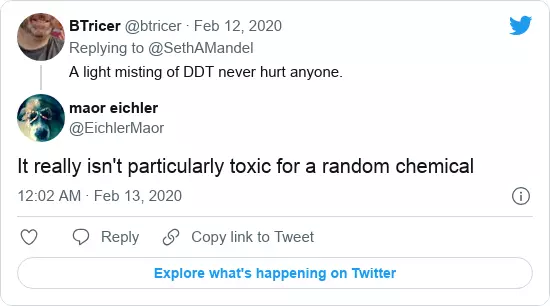 BTricer @btricer · Feb 12, 2020
Replying to @SethAMandel
A light misting of DDT never hurt anyone.
maor eichler
@EichlerMaor
It really isn't particularly toxic for a random chemical
12:02 AM · Feb 13, 2020
Reply
Copy link to Tweet
Explore what's happening on Twitter